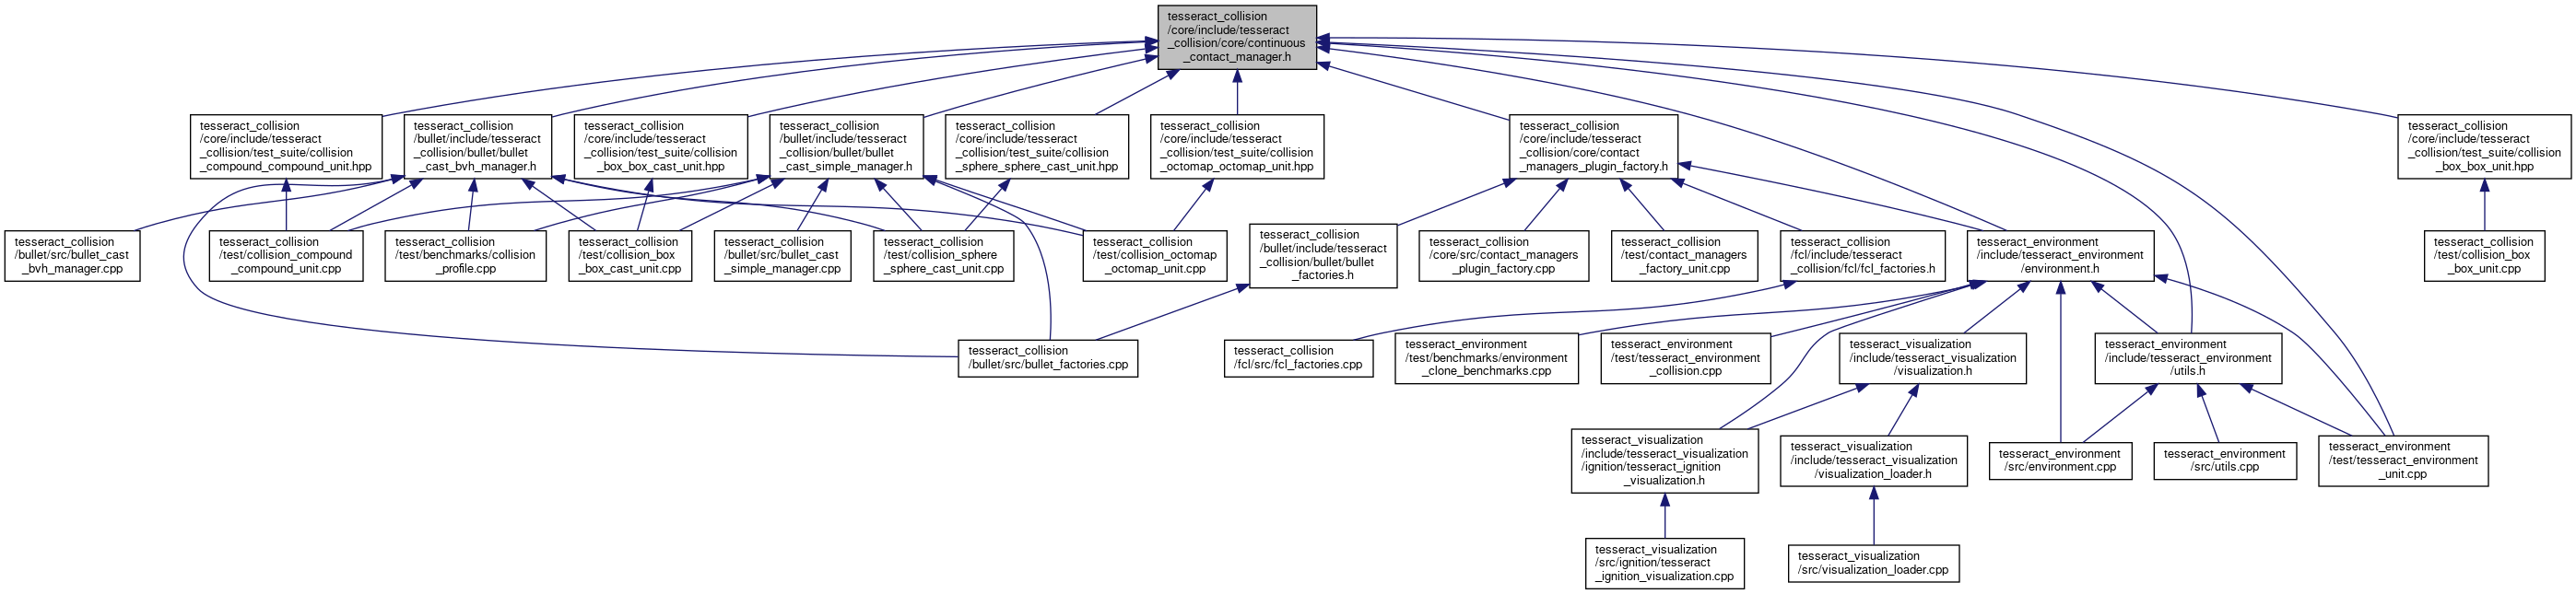 tesseract_collision
/core/include/tesseract
_collision/core/continuous
_contact_manager.h
tesseract_collision
/core/include/tesseract
_collision/test_suite/collision
_compound_compound_unit.hpp
tesseract_collision
/bullet/include/tesseract
_collision/bullet/bullet
_cast_bvh_manager.h
tesseract_collision
/core/include/tesseract
_collision/test_suite/collision
_box_box_cast_unit.hpp
tesseract_collision
/bullet/include/tesseract
_collision/bullet/bullet
_cast_simple_manager.h
tesseract_collision
/core/include/tesseract
_collision/test_suite/collision
_sphere_sphere_cast_unit.hpp
tesseract_collision
/core/include/tesseract
_collision/test_suite/collision
_octomap_octomap_unit.hpp
tesseract_collision
/core/include/tesseract
_collision/core/contact
_managers_plugin_factory.h
tesseract_collision
/core/include/tesseract
_collision/test_suite/collision
_box_box_unit.hpp
tesseract_collision
/bullet/src/bullet_cast
_bvh_manager.cpp
tesseract_collision
/test/collision_compound
_compound_unit.cpp
tesseract_collision
/test/benchmarks/collision
_profile.cpp
tesseract_collision
/test/collision_box
_box_cast_unit.cpp
tesseract_collision
/bullet/src/bullet_cast
_simple_manager.cpp
tesseract_collision
/test/collision_sphere
_sphere_cast_unit.cpp
tesseract_collision
/test/collision_octomap
_octomap_unit.cpp
tesseract_collision
/bullet/include/tesseract
_collision/bullet/bullet
_factories.h
tesseract_collision
/core/src/contact_managers
_plugin_factory.cpp
tesseract_collision
/test/contact_managers
_factory_unit.cpp
tesseract_collision
/fcl/include/tesseract
_collision/fcl/fcl_factories.h
tesseract_environment
/include/tesseract_environment
/environment.h
tesseract_collision
/test/collision_box
_box_unit.cpp
tesseract_collision
/bullet/src/bullet_factories.cpp
tesseract_collision
/fcl/src/fcl_factories.cpp
tesseract_environment
/test/benchmarks/environment
_clone_benchmarks.cpp
tesseract_environment
/test/tesseract_environment
_collision.cpp
tesseract_visualization
/include/tesseract_visualization
/visualization.h
tesseract_environment
/include/tesseract_environment
/utils.h
tesseract_visualization
/include/tesseract_visualization
/ignition/tesseract_ignition
_visualization.h
tesseract_visualization
/include/tesseract_visualization
/visualization_loader.h
tesseract_environment
/src/environment.cpp
tesseract_environment
/src/utils.cpp
tesseract_environment
/test/tesseract_environment
_unit.cpp
tesseract_visualization
/src/ignition/tesseract
_ignition_visualization.cpp
tesseract_visualization
/src/visualization_loader.cpp